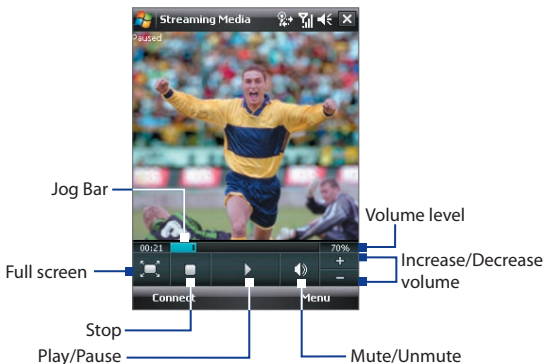 Streaming Media
Paused
Jog Bar
00:21
70%
Volume level
Full screen
+
Increase/Decrease
volume
−
Connect
Menu
Stop
Play/Pause
Mute/Unmute